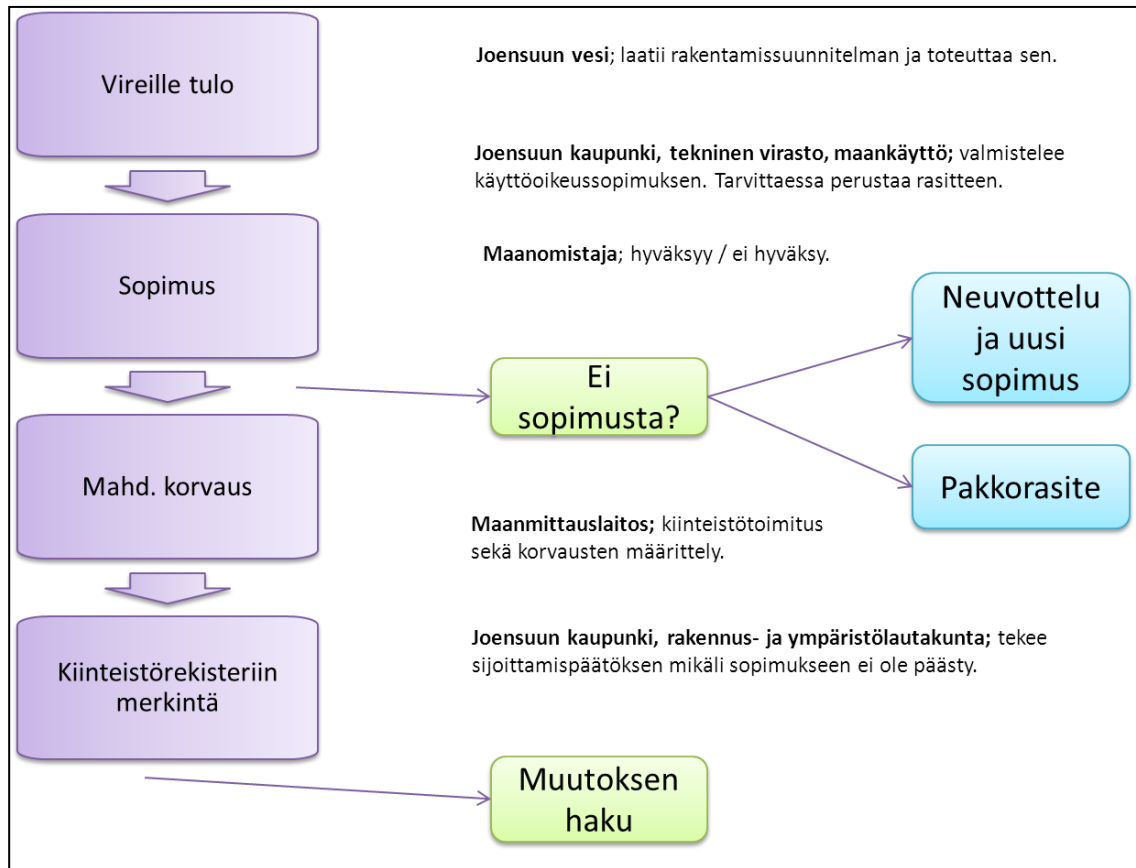 Vireille tulo
Joensuun vesi; laatii rakentamissuunnitelman ja toteuttaa sen.
Joensuun kaupunki, tekninen virasto, maankäyttö; valmistelee
käyttöoikeussopimuksen. Tarvittaessa perustaa rasitteen.
Sopimus
Maanomistaja; hyväksyy / ei hyväksy.
Neuvottelu
ja uusi
sopimus
Ei
sopimusta?
Mahd. korvaus
Pakkorasite
Maanmittauslaitos; kiinteistötoimitus
sekä korvausten määrittely.
Kiinteistörekisteriin
merkintä
Joensuun kaupunki, rakennus- ja ympäristölautakunta; tekee
sijoittamispäätöksen mikäli sopimukseen ei ole päästy.
Muutoksen
haku